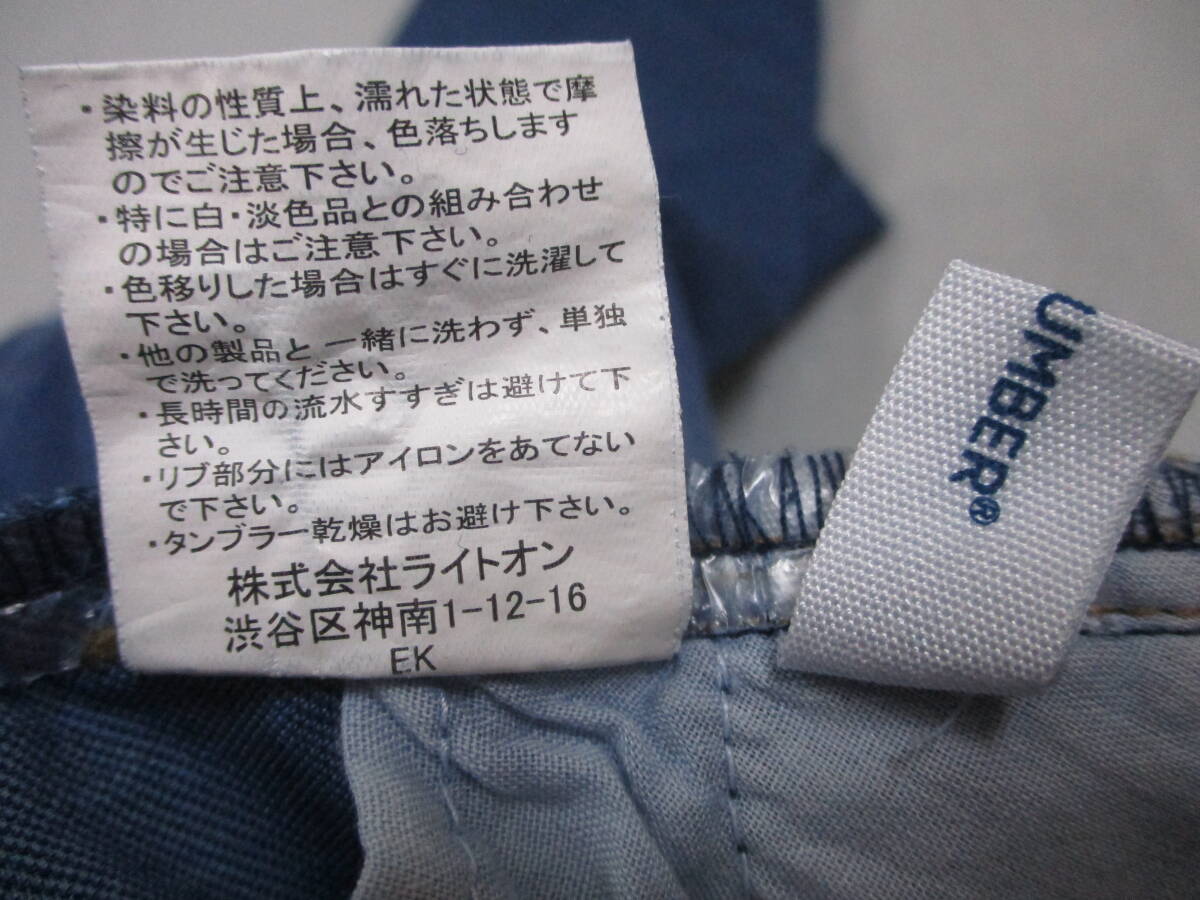 ・染料の性質上、濡れた状態で摩
擦が生じた場合、色落ちします
のでご注意下さい。
・特に白・淡色品との組み合わせ
の場合はご注意下さい。
・色移りした場合はすぐに洗濯して
下さい。
・他の製品と一緒に洗わず、単独
で洗ってください。
・長時間の流水すすぎは避けて下
さい。
・リブ部分にはアイロンをあてない
で下さい。
・タンブラー乾燥はお避け下さい。
株式会社ライトオン
渋谷区神南1-12-16
EK
UMBER®